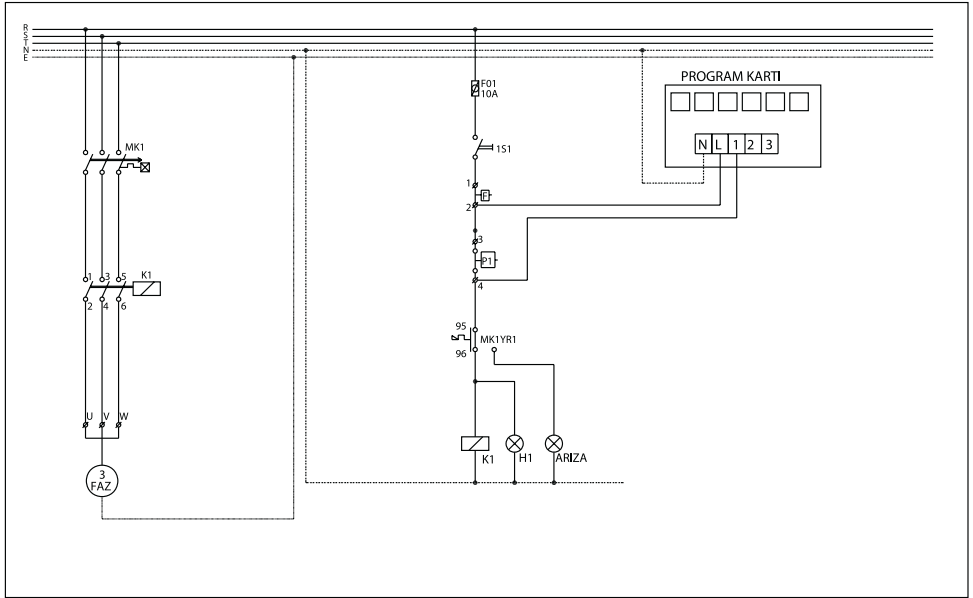 R
S
T
N
E
MK1
1 3 5
K1
2 4 6
U V W
3
FAZ
F01
10A
1S1
1
F
2
3
P1
4
95
MK1YR1
96
K1
H1
ARIZA
PROGRAM KARTI
N L 1 2 3